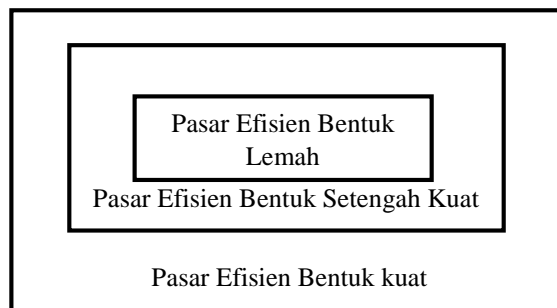 Pasar Efisien Bentuk
Lemah
Pasar Efisien Bentuk Setengah Kuat
Pasar Efisien Bentuk kuat